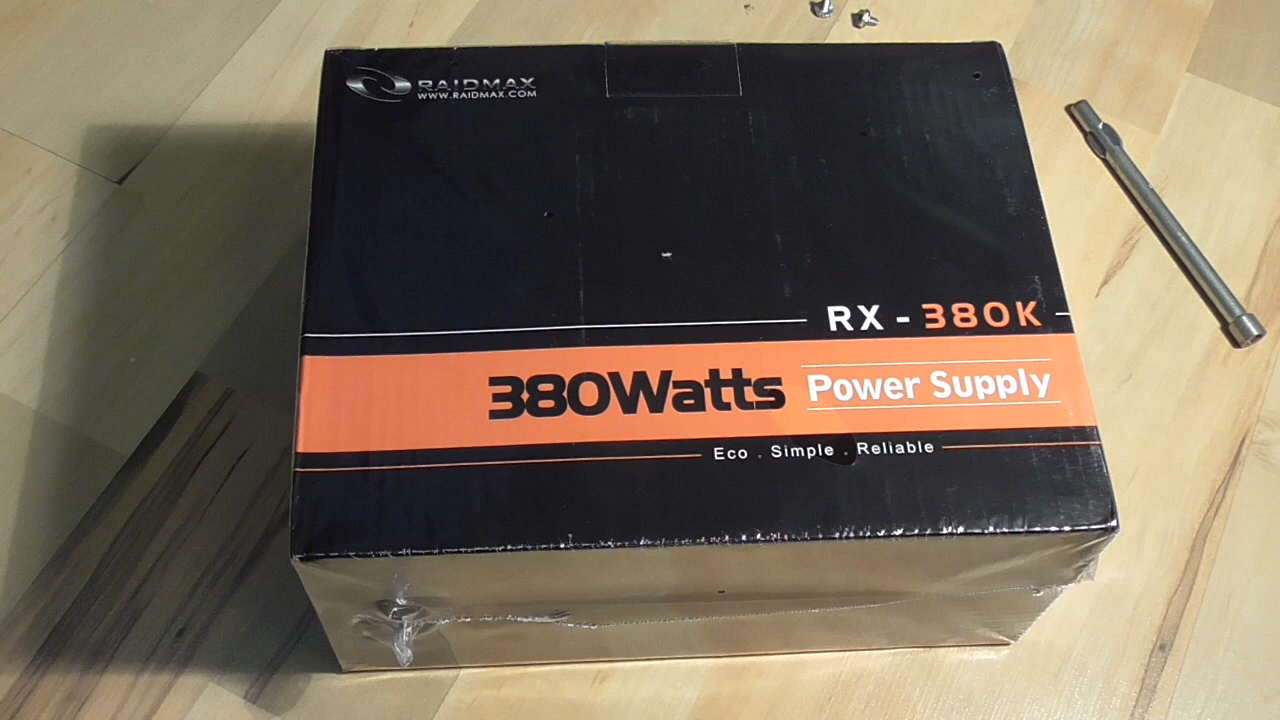 RAIDMAX
WWW.RAIDMAX.COM
RX - 380K
380Watts Power Supply
Eco . Simple . Reliable